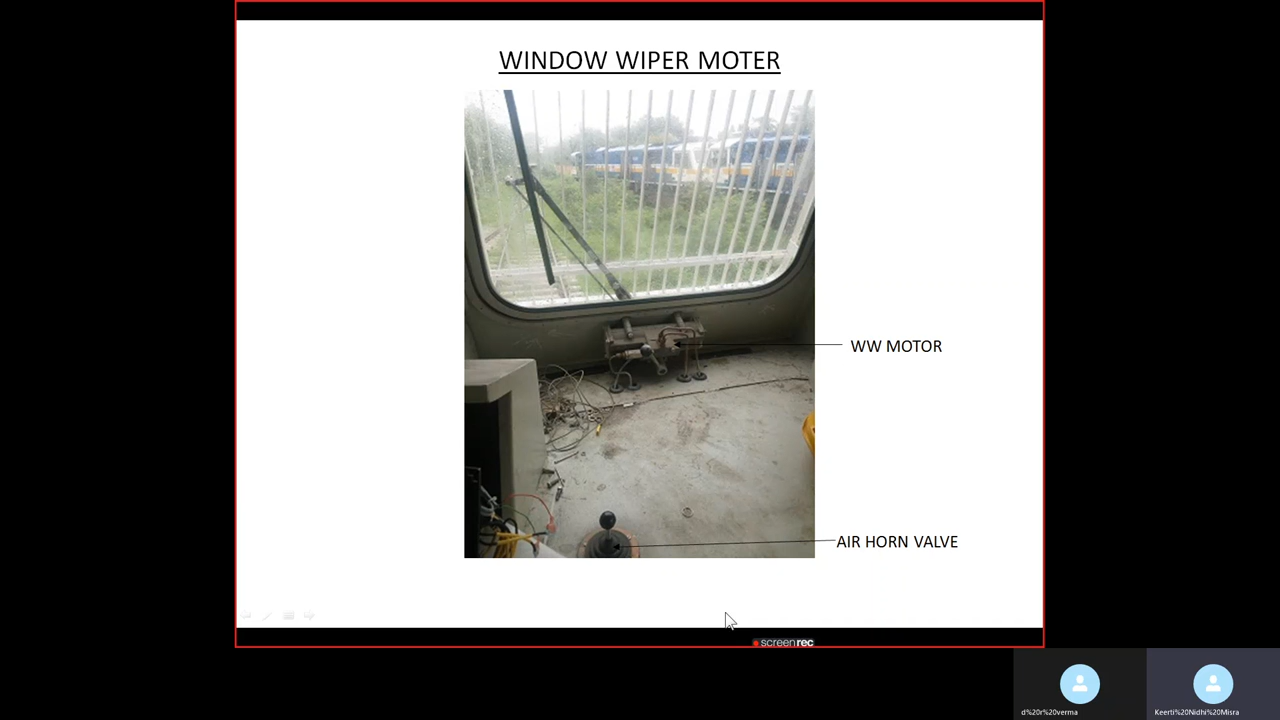 WINDOW WIPER MOTER
WW MOTOR
AIR HORN VALVE
screenrec
d%20r%20verma
Keerti%20Nidhi%20Misra